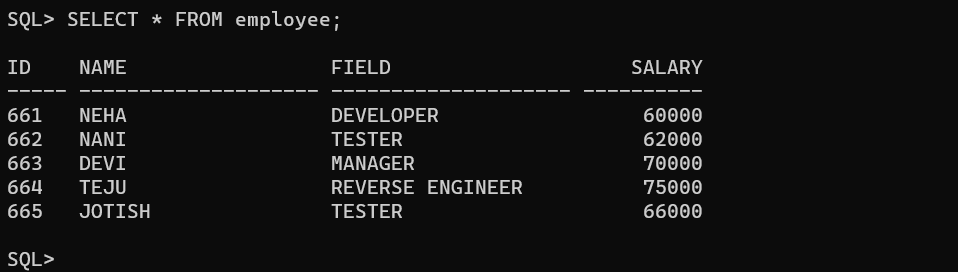 SQL> SELECT * FROM employee;
ID    NAME                 FIELD                    SALARY
----- -------------------- -------------------- ----------
661   NEHA                 DEVELOPER                 60000
662   NANI                 TESTER                    62000
663   DEVI                 MANAGER                   70000
664   TEJU                 REVERSE ENGINEER          75000
665   JOTISH               TESTER                    66000
SQL>